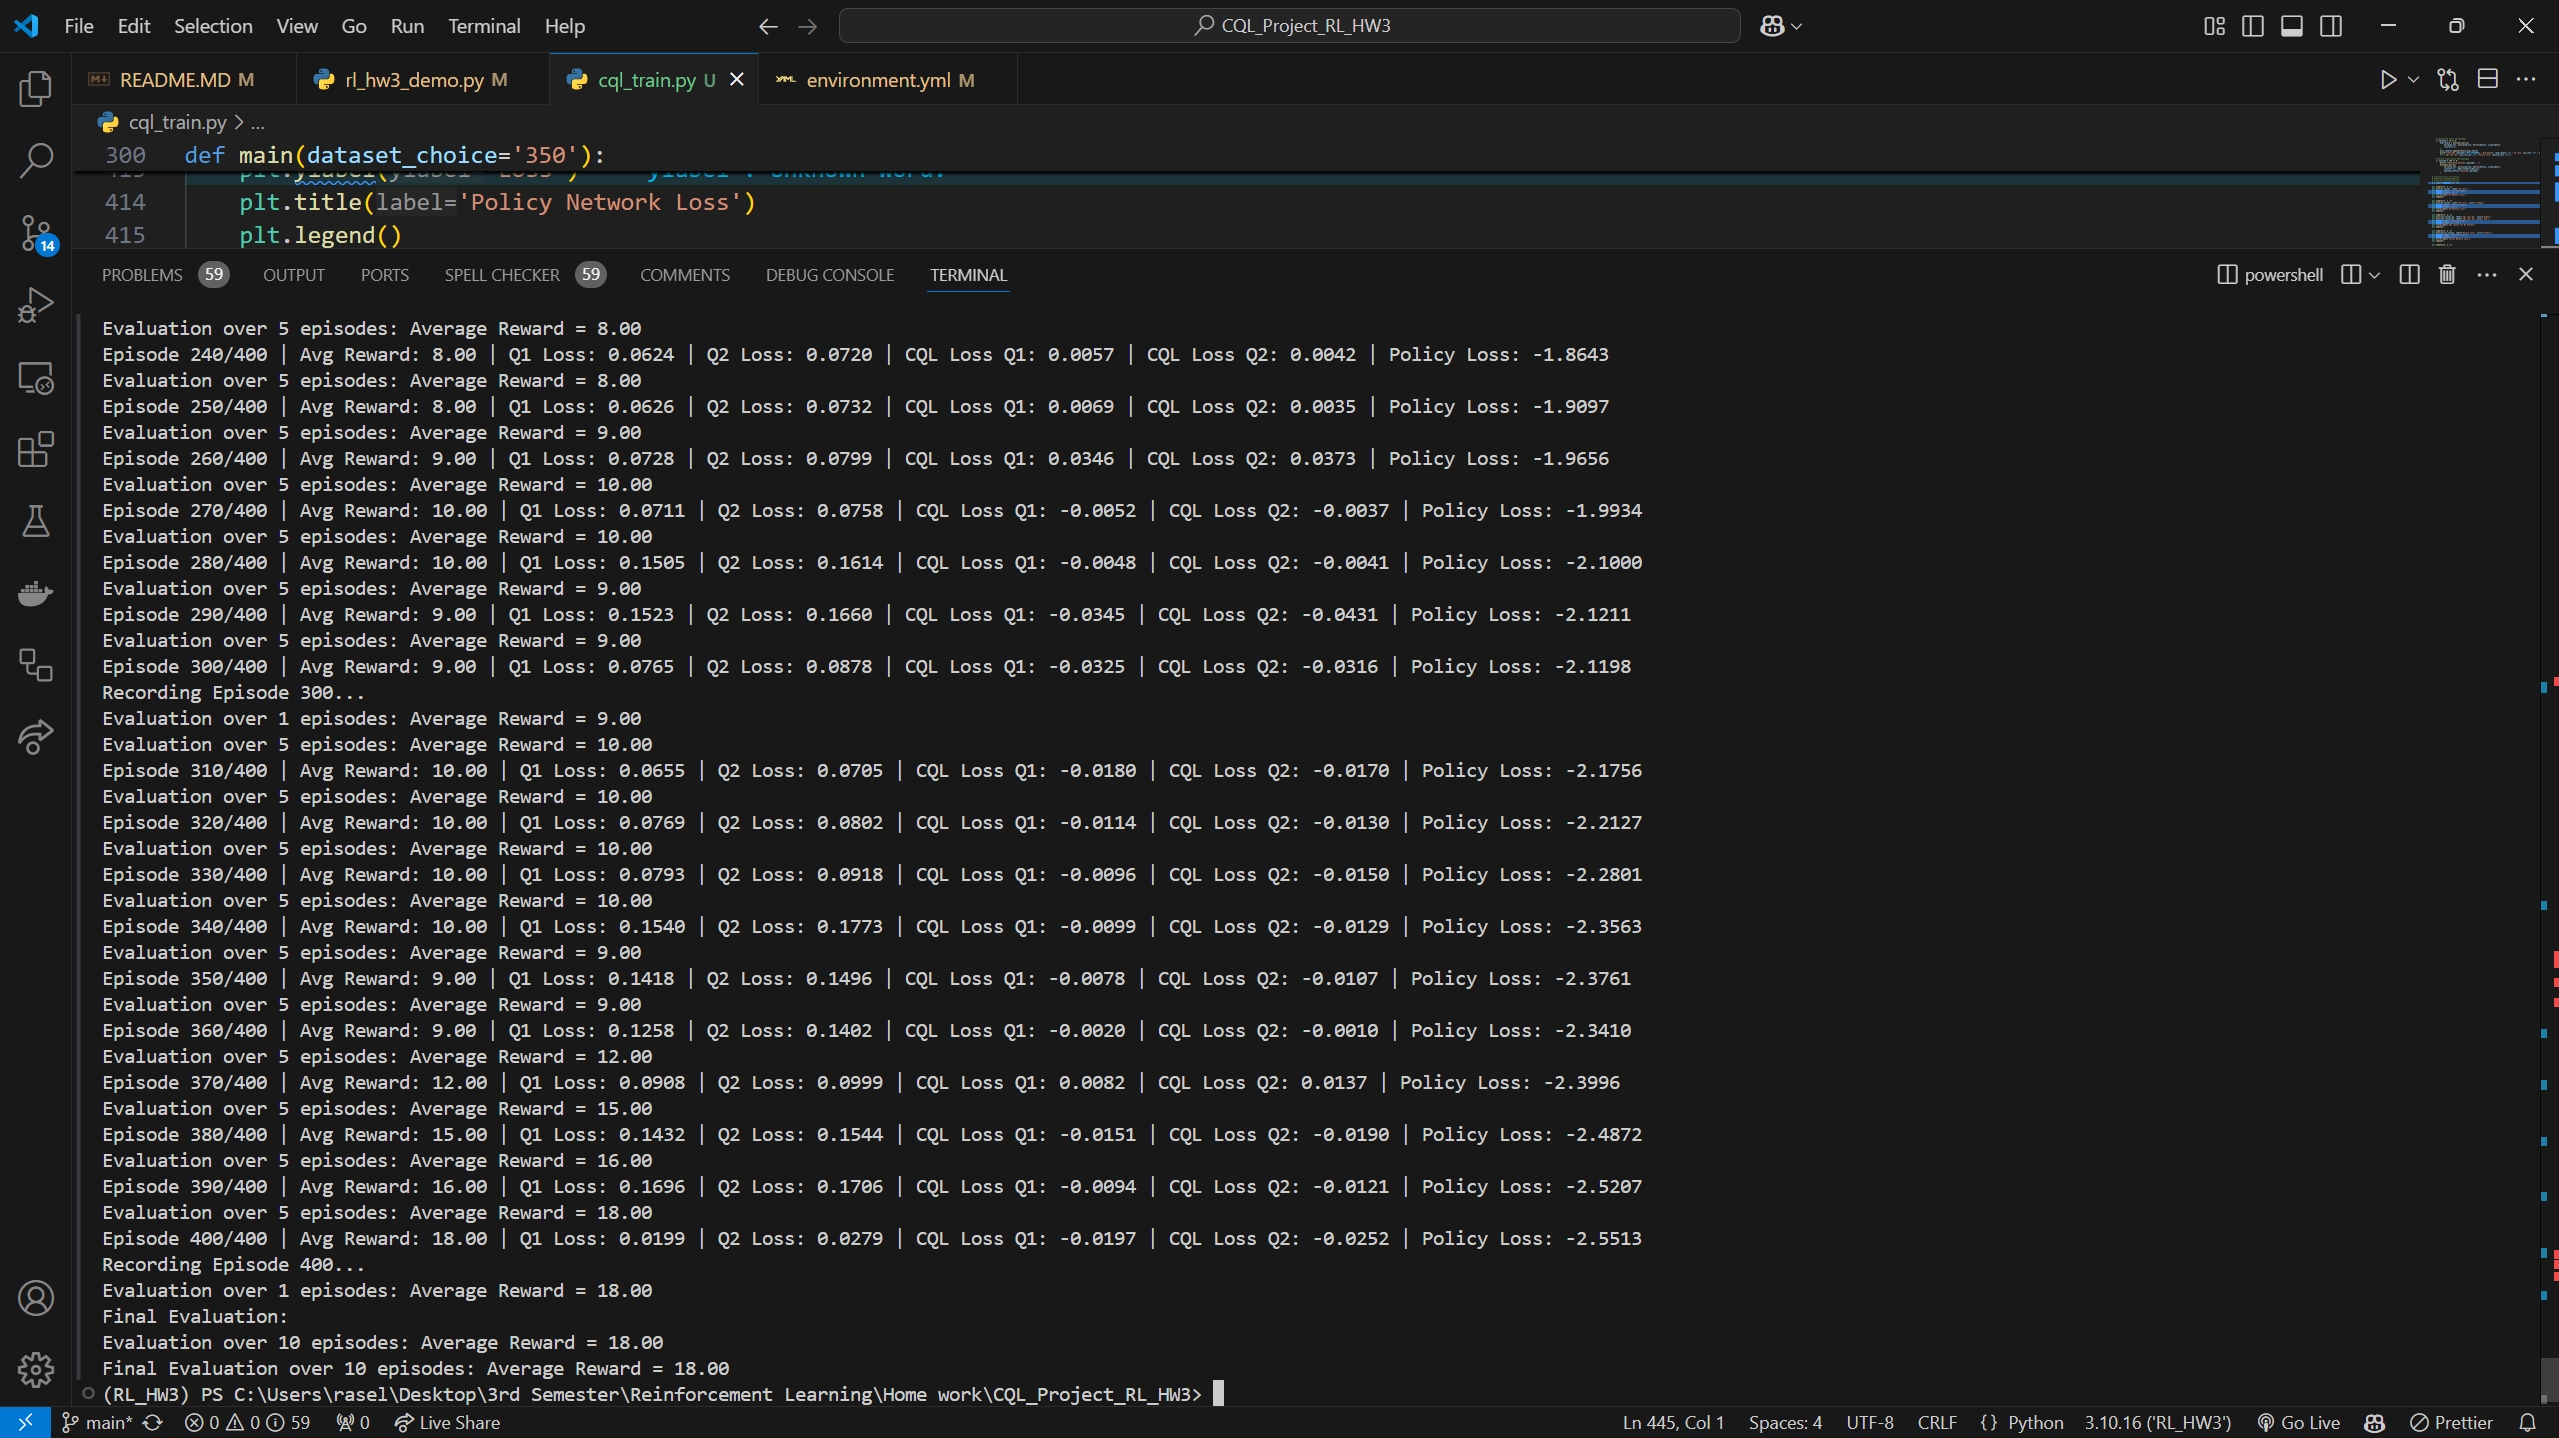 File Edit Selection View Go Run Terminal Help
CQL_Project_RL_HW3
README.MD M
rl_hw3_demo.py M
cql_train.py U
environment.yml M
cql_train.py > ...
300 def main(dataset_choice='350'):
414 plt.title(label='Policy Network Loss')
415 plt.legend()
14
PROBLEMS 59 OUTPUT PORTS SPELL CHECKER 59 COMMENTS DEBUG CONSOLE TERMINAL
powershell
Evaluation over 5 episodes: Average Reward = 8.00
Episode 240/400 | Avg Reward: 8.00 | Q1 Loss: 0.0624 | Q2 Loss: 0.0720 | CQL Loss Q1: 0.0057 | CQL Loss Q2: 0.0042 | Policy Loss: -1.8643
Evaluation over 5 episodes: Average Reward = 8.00
Episode 250/400 | Avg Reward: 8.00 | Q1 Loss: 0.0626 | Q2 Loss: 0.0732 | CQL Loss Q1: 0.0069 | CQL Loss Q2: 0.0035 | Policy Loss: -1.9097
Evaluation over 5 episodes: Average Reward = 9.00
Episode 260/400 | Avg Reward: 9.00 | Q1 Loss: 0.0728 | Q2 Loss: 0.0799 | CQL Loss Q1: 0.0346 | CQL Loss Q2: 0.0373 | Policy Loss: -1.9656
Evaluation over 5 episodes: Average Reward = 10.00
Episode 270/400 | Avg Reward: 10.00 | Q1 Loss: 0.0711 | Q2 Loss: 0.0758 | CQL Loss Q1: -0.0052 | CQL Loss Q2: -0.0037 | Policy Loss: -1.9934
Evaluation over 5 episodes: Average Reward = 10.00
Episode 280/400 | Avg Reward: 10.00 | Q1 Loss: 0.1505 | Q2 Loss: 0.1614 | CQL Loss Q1: -0.0048 | CQL Loss Q2: -0.0041 | Policy Loss: -2.1000
Evaluation over 5 episodes: Average Reward = 9.00
Episode 290/400 | Avg Reward: 9.00 | Q1 Loss: 0.1523 | Q2 Loss: 0.1660 | CQL Loss Q1: -0.0345 | CQL Loss Q2: -0.0431 | Policy Loss: -2.1211
Evaluation over 5 episodes: Average Reward = 9.00
Episode 300/400 | Avg Reward: 9.00 | Q1 Loss: 0.0765 | Q2 Loss: 0.0878 | CQL Loss Q1: -0.0325 | CQL Loss Q2: -0.0316 | Policy Loss: -2.1198
Recording Episode 300...
Evaluation over 1 episodes: Average Reward = 9.00
Evaluation over 5 episodes: Average Reward = 10.00
Episode 310/400 | Avg Reward: 10.00 | Q1 Loss: 0.0655 | Q2 Loss: 0.0705 | CQL Loss Q1: -0.0180 | CQL Loss Q2: -0.0170 | Policy Loss: -2.1756
Evaluation over 5 episodes: Average Reward = 10.00
Episode 320/400 | Avg Reward: 10.00 | Q1 Loss: 0.0769 | Q2 Loss: 0.0802 | CQL Loss Q1: -0.0114 | CQL Loss Q2: -0.0130 | Policy Loss: -2.2127
Evaluation over 5 episodes: Average Reward = 10.00
Episode 330/400 | Avg Reward: 10.00 | Q1 Loss: 0.0793 | Q2 Loss: 0.0918 | CQL Loss Q1: -0.0096 | CQL Loss Q2: -0.0150 | Policy Loss: -2.2801
Evaluation over 5 episodes: Average Reward = 10.00
Episode 340/400 | Avg Reward: 10.00 | Q1 Loss: 0.1540 | Q2 Loss: 0.1773 | CQL Loss Q1: -0.0099 | CQL Loss Q2: -0.0129 | Policy Loss: -2.3563
Evaluation over 5 episodes: Average Reward = 9.00
Episode 350/400 | Avg Reward: 9.00 | Q1 Loss: 0.1418 | Q2 Loss: 0.1496 | CQL Loss Q1: -0.0078 | CQL Loss Q2: -0.0107 | Policy Loss: -2.3761
Evaluation over 5 episodes: Average Reward = 9.00
Episode 360/400 | Avg Reward: 9.00 | Q1 Loss: 0.1258 | Q2 Loss: 0.1402 | CQL Loss Q1: -0.0020 | CQL Loss Q2: -0.0010 | Policy Loss: -2.3410
Evaluation over 5 episodes: Average Reward = 12.00
Episode 370/400 | Avg Reward: 12.00 | Q1 Loss: 0.0908 | Q2 Loss: 0.0999 | CQL Loss Q1: 0.0082 | CQL Loss Q2: 0.0137 | Policy Loss: -2.3996
Evaluation over 5 episodes: Average Reward = 15.00
Episode 380/400 | Avg Reward: 15.00 | Q1 Loss: 0.1432 | Q2 Loss: 0.1544 | CQL Loss Q1: -0.0151 | CQL Loss Q2: -0.0190 | Policy Loss: -2.4872
Evaluation over 5 episodes: Average Reward = 16.00
Episode 390/400 | Avg Reward: 16.00 | Q1 Loss: 0.1696 | Q2 Loss: 0.1706 | CQL Loss Q1: -0.0094 | CQL Loss Q2: -0.0121 | Policy Loss: -2.5207
Evaluation over 5 episodes: Average Reward = 18.00
Episode 400/400 | Avg Reward: 18.00 | Q1 Loss: 0.0199 | Q2 Loss: 0.0279 | CQL Loss Q1: -0.0197 | CQL Loss Q2: -0.0252 | Policy Loss: -2.5513
Recording Episode 400...
Evaluation over 1 episodes: Average Reward = 18.00
Final Evaluation:
Evaluation over 10 episodes: Average Reward = 18.00
Final Evaluation over 10 episodes: Average Reward = 18.00
(RL_HW3) PS C:\Users\rasel\Desktop\3rd Semester\Reinforcement Learning\Home work\CQL_Project_RL_HW3>
main* 0 0 59 0 Live Share Ln 445, Col 1 Spaces: 4 UTF-8 CRLF {} Python 3.10.16 ('RL_HW3') Go Live Prettier